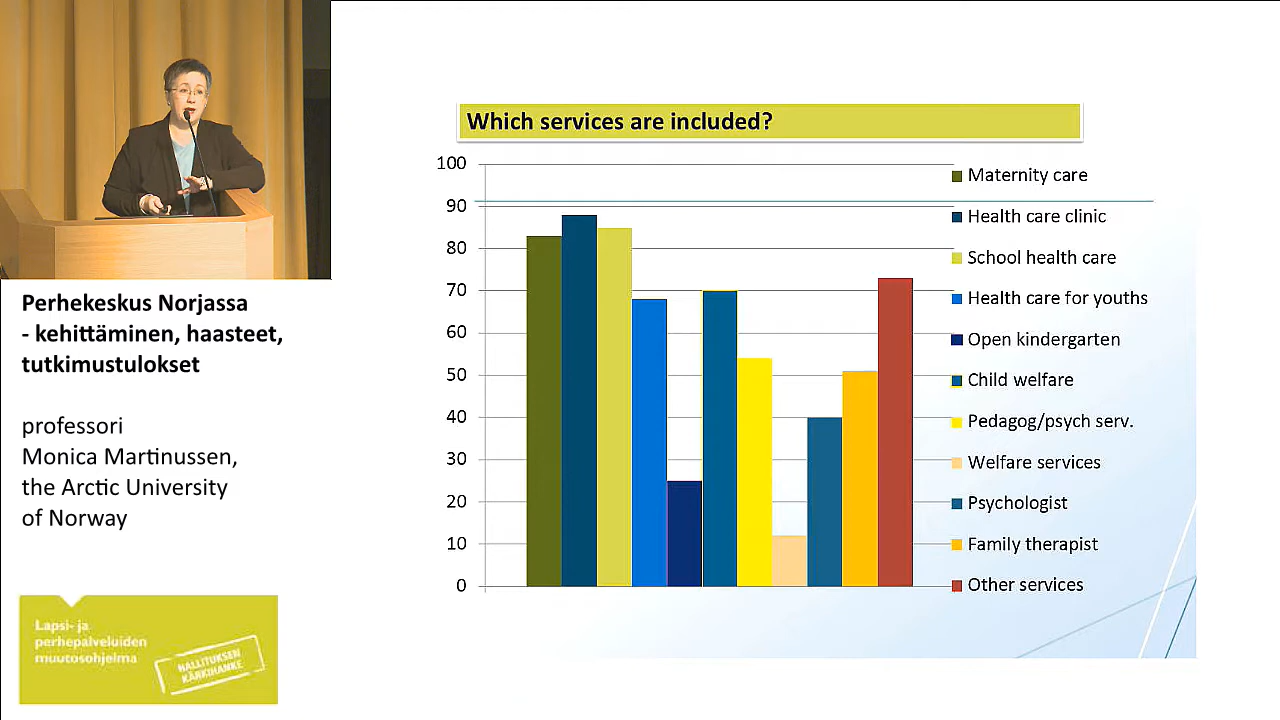 Which services are included?
100
90
80
70
60
50
40
30
20
10
0
Maternity care
Health care clinic
School health care
Health care for youths
Open kindergarten
Child welfare
Pedagog/psych serv.
Welfare services
Psychologist
Family therapist
Other services
Perhekeskus Norjassa
- kehittäminen, haasteet,
tutkimustulokset
professori
Monica Martinussen,
the Arctic University
of Norway
Lapsi- ja
perhepalveluiden
muutosohjelma
HALLITUKSEN
KÄRKIHANKE